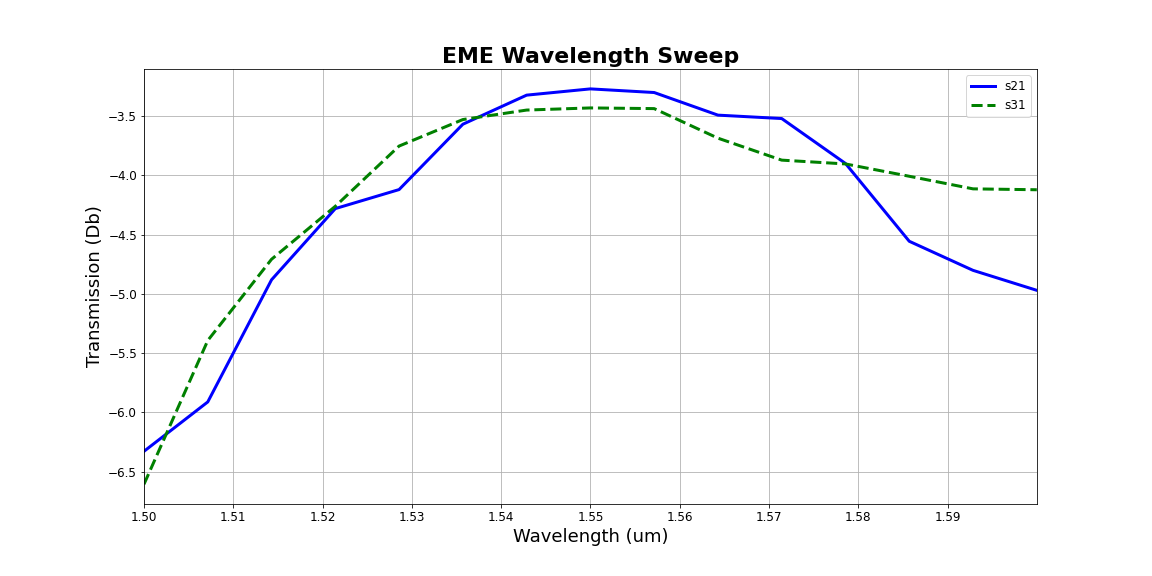 EME Wavelength Sweep
s21
s31
Transmission (Db)
−3.5
−4.0
−4.5
−5.0
−5.5
−6.0
−6.5
1.50 1.51 1.52 1.53 1.54 1.55 1.56 1.57 1.58 1.59
Wavelength (um)